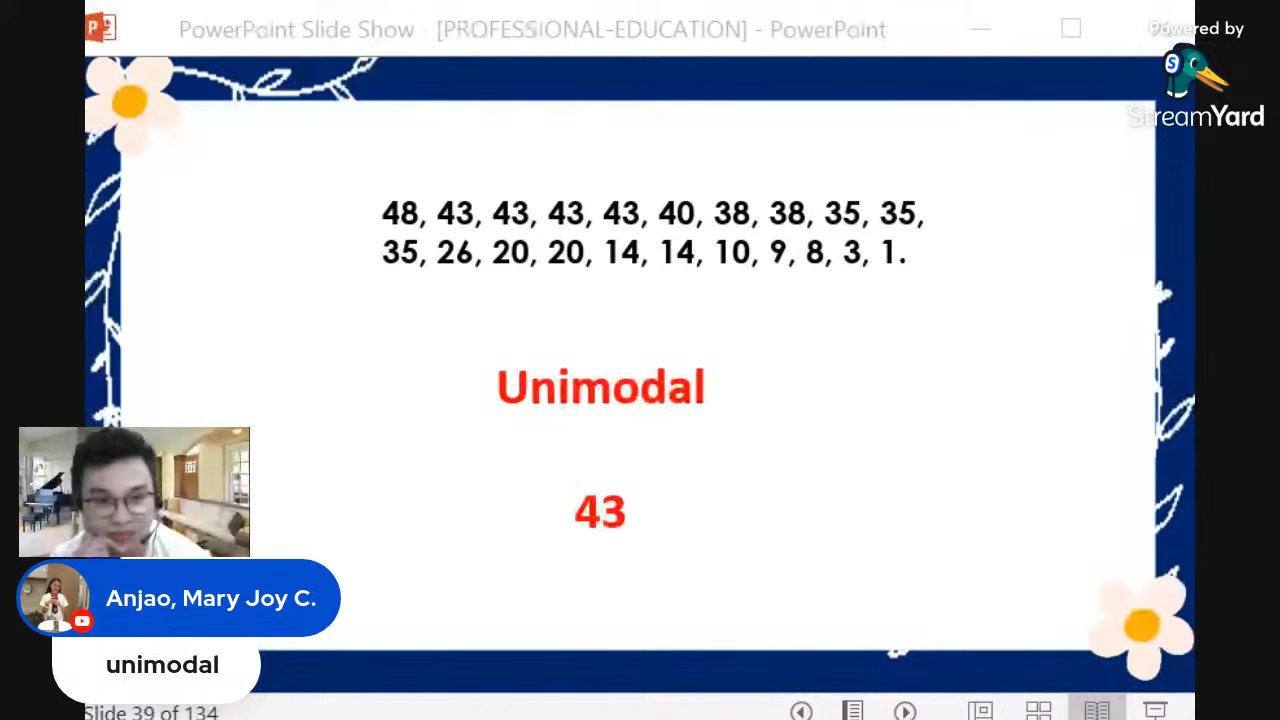 PowerPoint Slide Show - [PROFESSIONAL-EDUCATION] - PowerPoint
Powered by
StreamYard
48, 43, 43, 43, 43, 40, 38, 38, 35, 35,
35, 26, 20, 20, 14, 14, 10, 9, 8, 3, 1.
Unimodal
43
Anjao, Mary Joy C.
unimodal
Slide 39 of 134